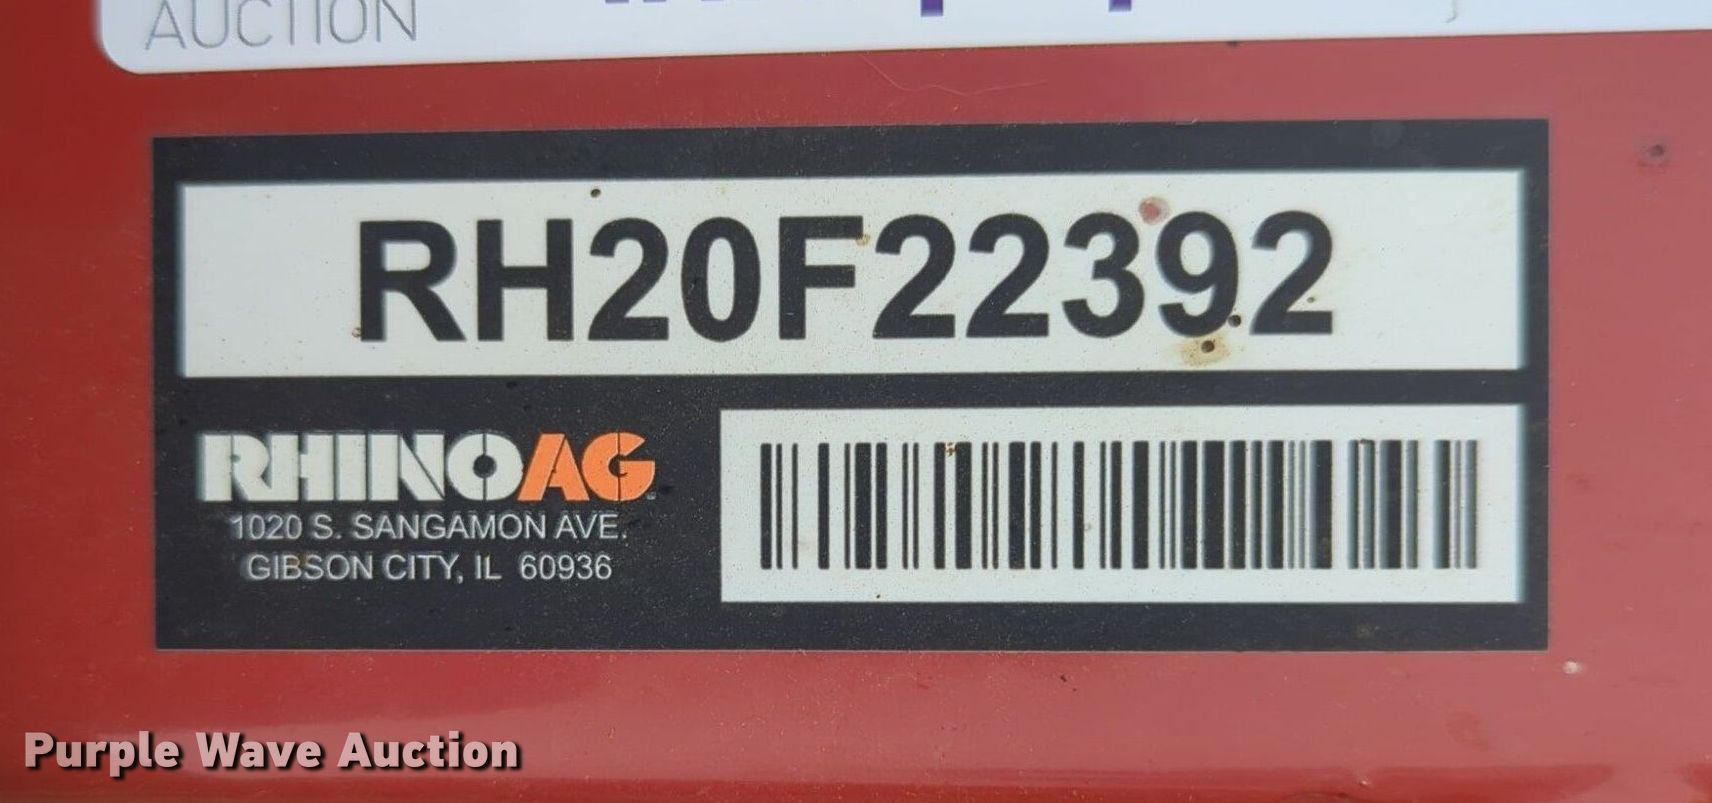 AUCTION
RH20F22392
RHINOAG
1020 S. SANGAMON AVE.
GIBSON CITY, IL 60936
Purple Wave Auction